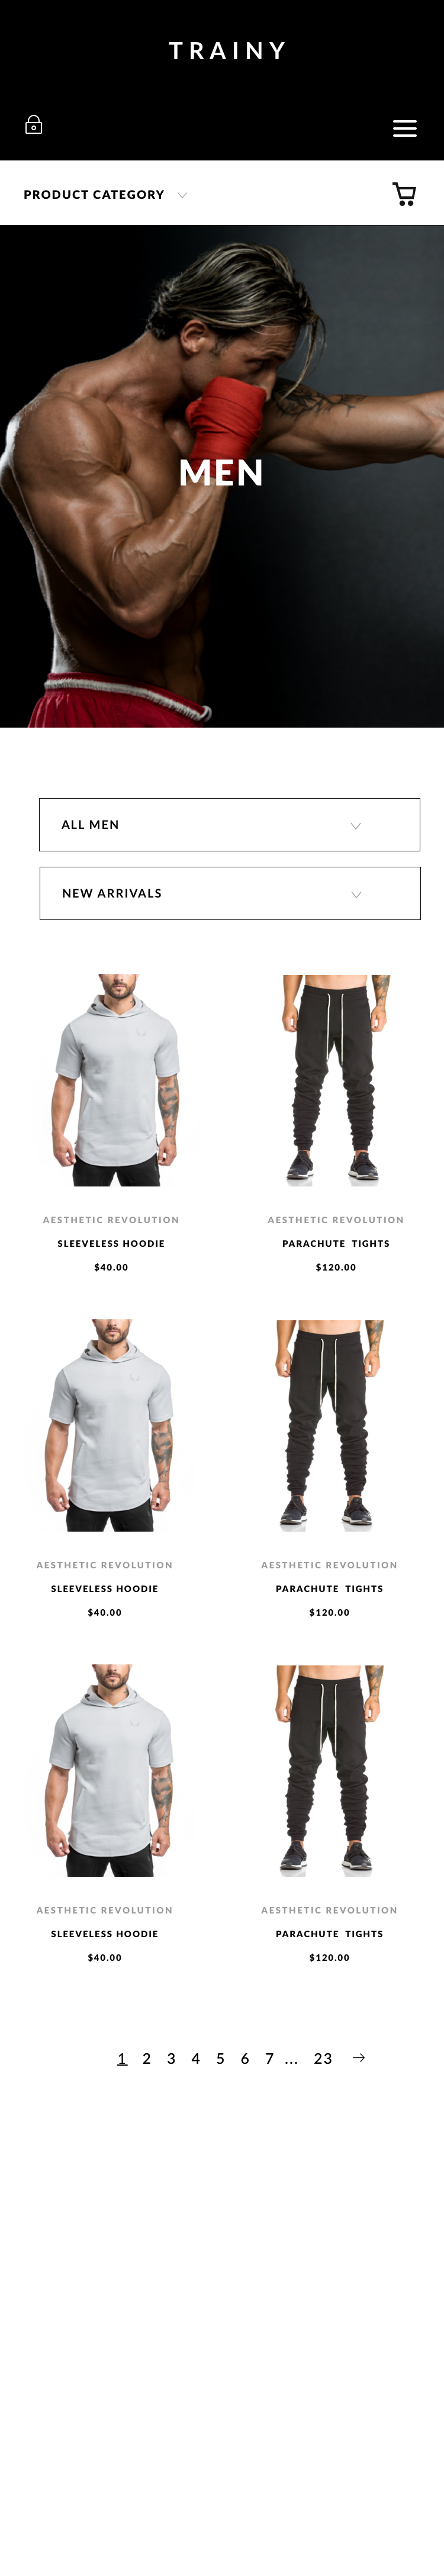 TRAINY
PRODUCT CATEGORY
MEN
ALL MEN
NEW ARRIVALS
AESTHETIC REVOLUTION
SLEEVELESS HOODIE
$40.00
AESTHETIC REVOLUTION
PARACHUTE TIGHTS
$120.00
AESTHETIC REVOLUTION
SLEEVELESS HOODIE
$40.00
AESTHETIC REVOLUTION
PARACHUTE TIGHTS
$120.00
AESTHETIC REVOLUTION
SLEEVELESS HOODIE
$40.00
AESTHETIC REVOLUTION
PARACHUTE TIGHTS
$120.00
1 2 3 4 5 6 7 ... 23 →